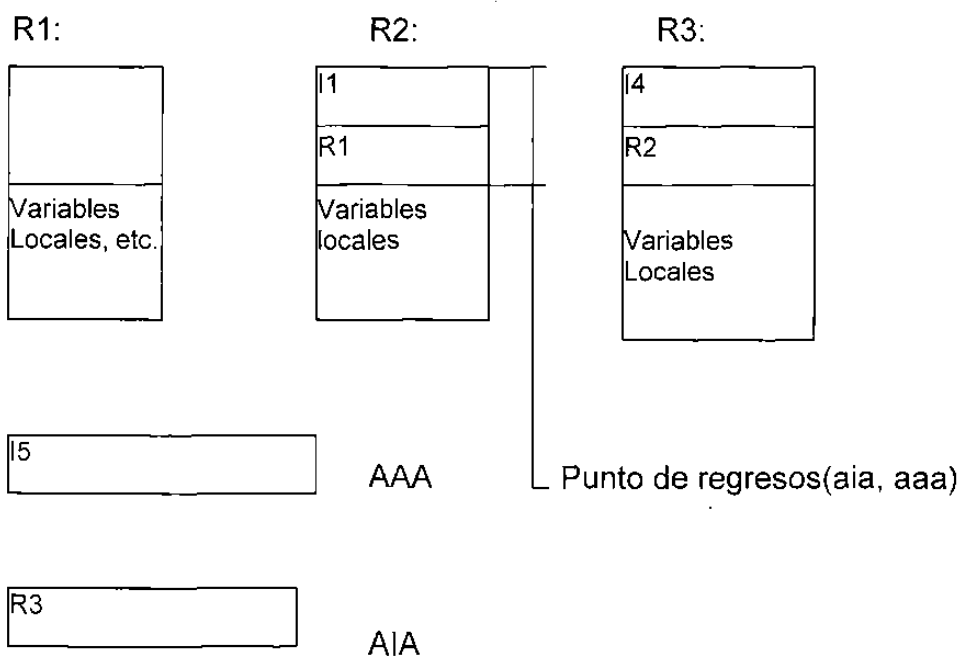 R1:
R2:
R3:
I1
I4
R1
R2
Variables
Locales, etc.
Variables
locales
Variables
Locales
I5
AAA
Punto de regresos(aia, aaa)
R3
AIA